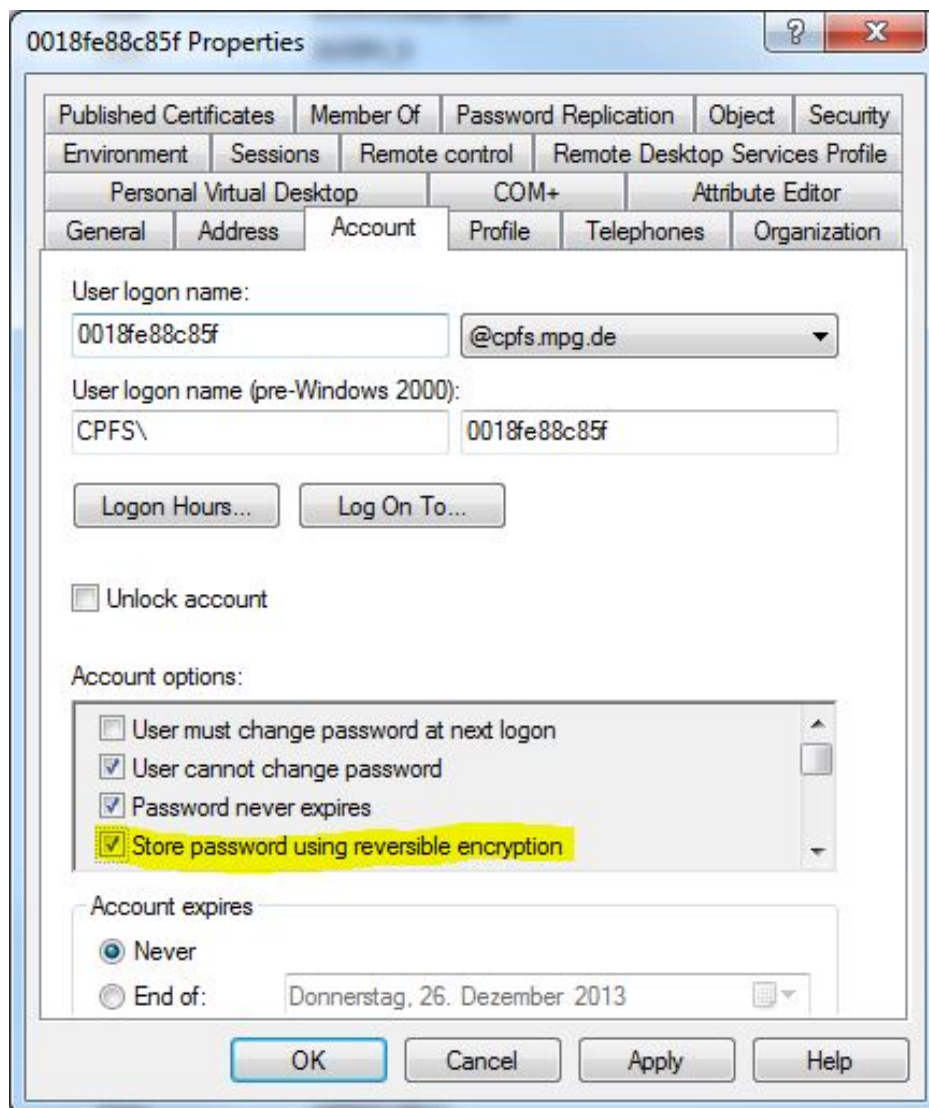 0018fe88c85f Properties
Published Certificates Member Of Password Replication Object Security
Environment Sessions Remote control Remote Desktop Services Profile
Personal Virtual Desktop COM+ Attribute Editor
General Address Account Profile Telephones Organization
User logon name:
0018fe88c85f @cpfs.mpg.de
User logon name (pre-Windows 2000):
CPFS\ 0018fe88c85f
Logon Hours... Log On To...
Unlock account
Account options:
User must change password at next logon
User cannot change password
Password never expires
Store password using reversible encryption
Account expires
Never
End of: Donnerstag, 26. Dezember 2013
OK Cancel Apply Help